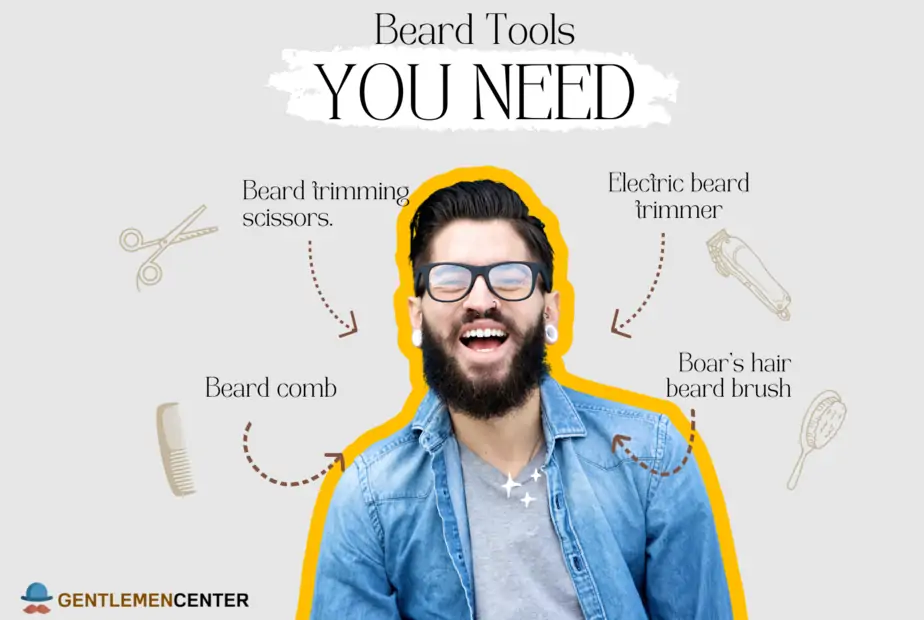 Beard Tools
YOU NEED
Beard trimming
scissors.
Electric beard
trimmer
Beard comb
Boar's hair
beard brush
GENTLEMENCENTER